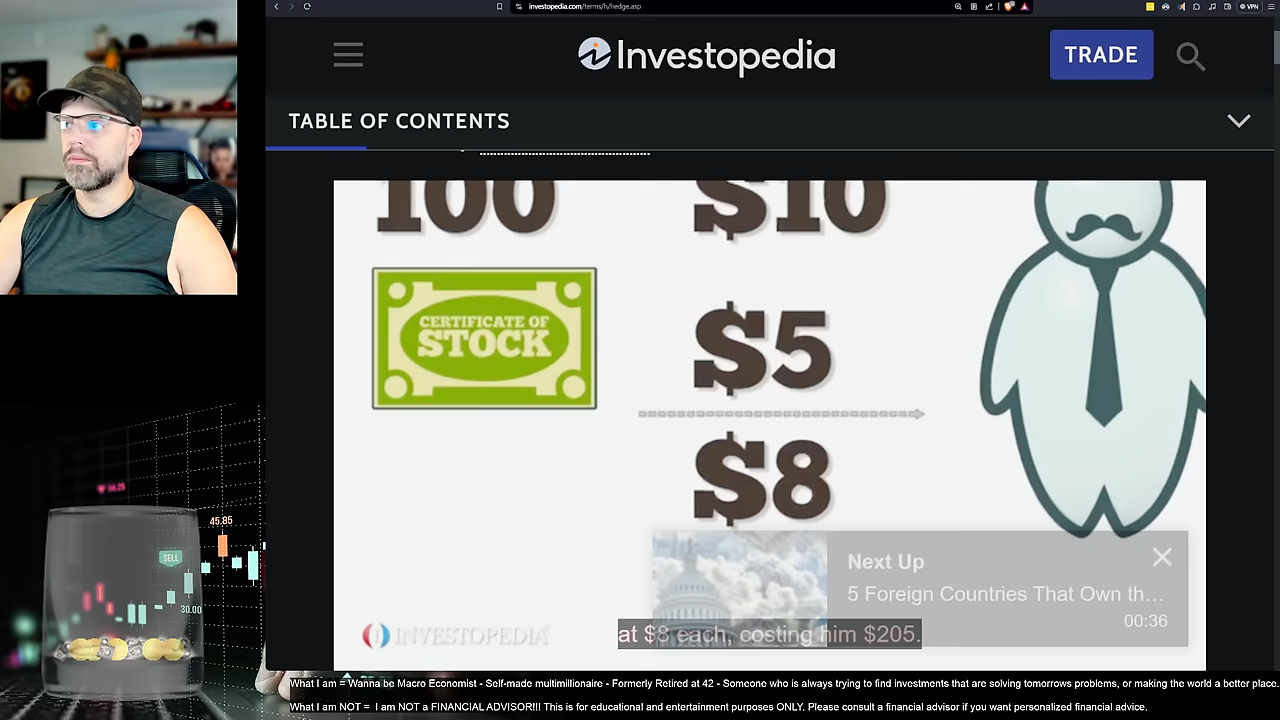 investopedia.com/terms/h/hedge.asp
VPN
Investopedia
TRADE
TABLE OF CONTENTS
100
$10
CERTIFICATE OF
STOCK
$5
$8
Next Up
5 Foreign Countries That Own th...
00:36
INVESTOPEDIA
at $8 each, costing him $205.
45.85
SELL
30.00
What I am = Wanna be Macro Economist - Self-made multimillionaire - Formerly Retired at 42 - Someone who is always trying to find investments that are solving tomorrows problems, or making the world a better place.
What I am NOT = I am NOT a FINANCIAL ADVISOR!!! This is for educational and entertainment purposes ONLY. Please consult a financial advisor if you want personalized financial advice.